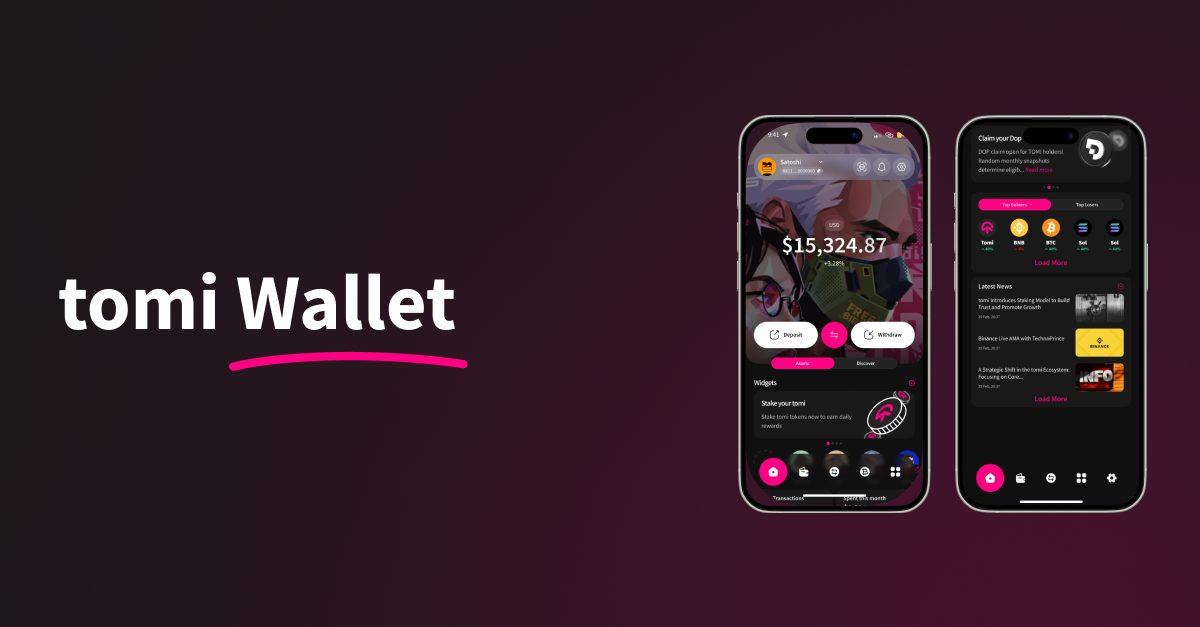 tomi Wallet
9:41
Satoshi
USD
$15,324.87
+3.28%
FREE
Deposit
Withdraw
Assets
Discover
Widgets
Stake your tomi
Stake tomi tokens now to earn daily
rewards
Transactions
Spent this month
Claim your Dop
DOP claim open for TOMI holders!
Random monthly snapshots
determine eligib... Read more
Top Gainers
Top Losers
Tomi
BNB
BTC
Sol
Sol
Load More
Latest News
tomi Introduces Staking Model to Build
Trust and Promote Growth
Binance Live AMA with TechnoPrince
BINANCE
A Strategic Shift in the tomi Ecosystem:
Focusing on Core...
INFO
Load More